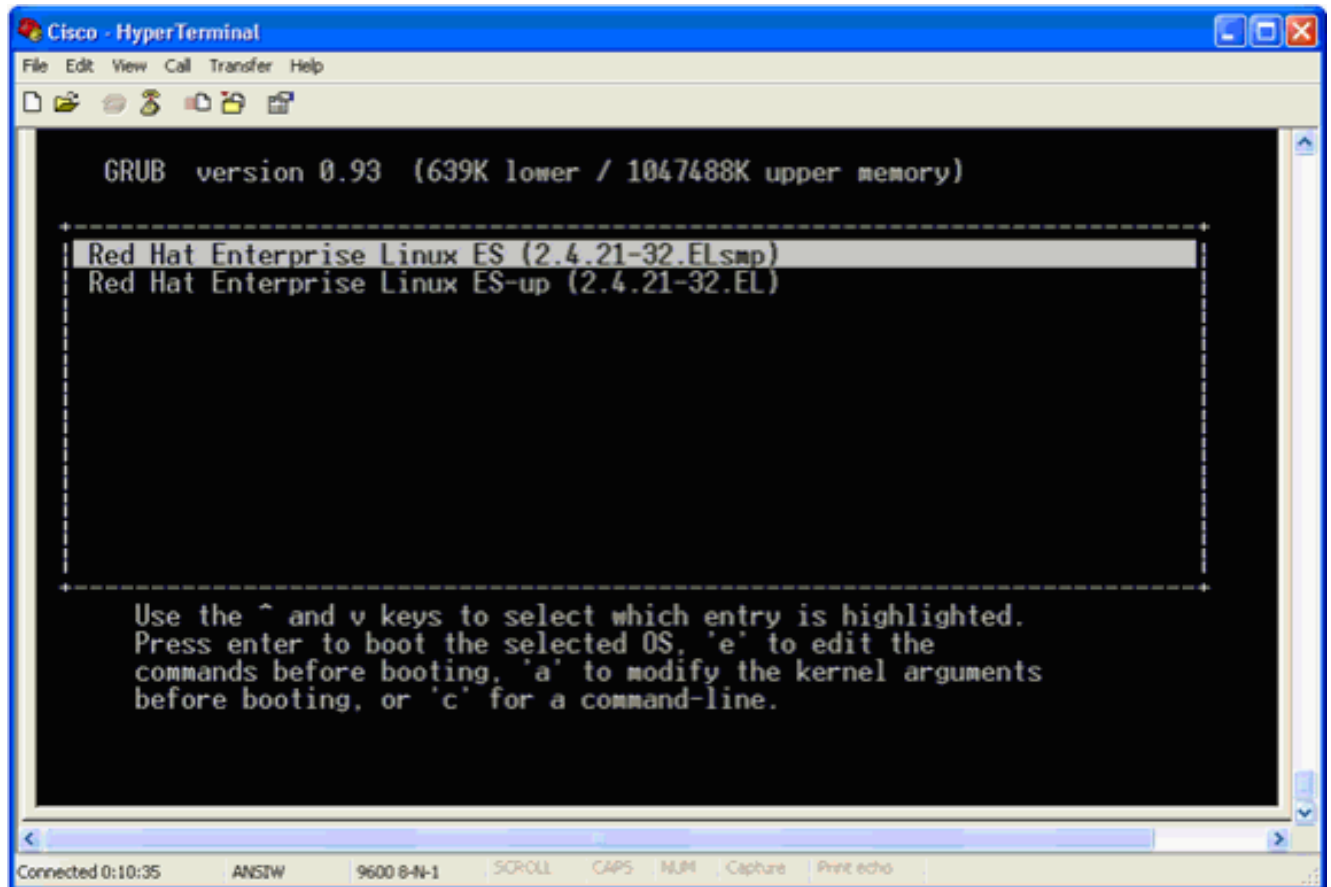 Cisco - HyperTerminal
File Edit View Call Transfer Help
GRUB version 0.93 (639K lower / 1047488K upper memory)
Red Hat Enterprise Linux ES (2.4.21-32.ELsmp)
Red Hat Enterprise Linux ES-up (2.4.21-32.EL)
Use the ^ and v keys to select which entry is highlighted.
Press enter to boot the selected OS, 'e' to edit the
commands before booting, 'a' to modify the kernel arguments
before booting, or 'c' for a command-line.
Connected 0:10:35 ANSIW 9600 8-N-1 SCROLL CAPS NUM Capture Print echo